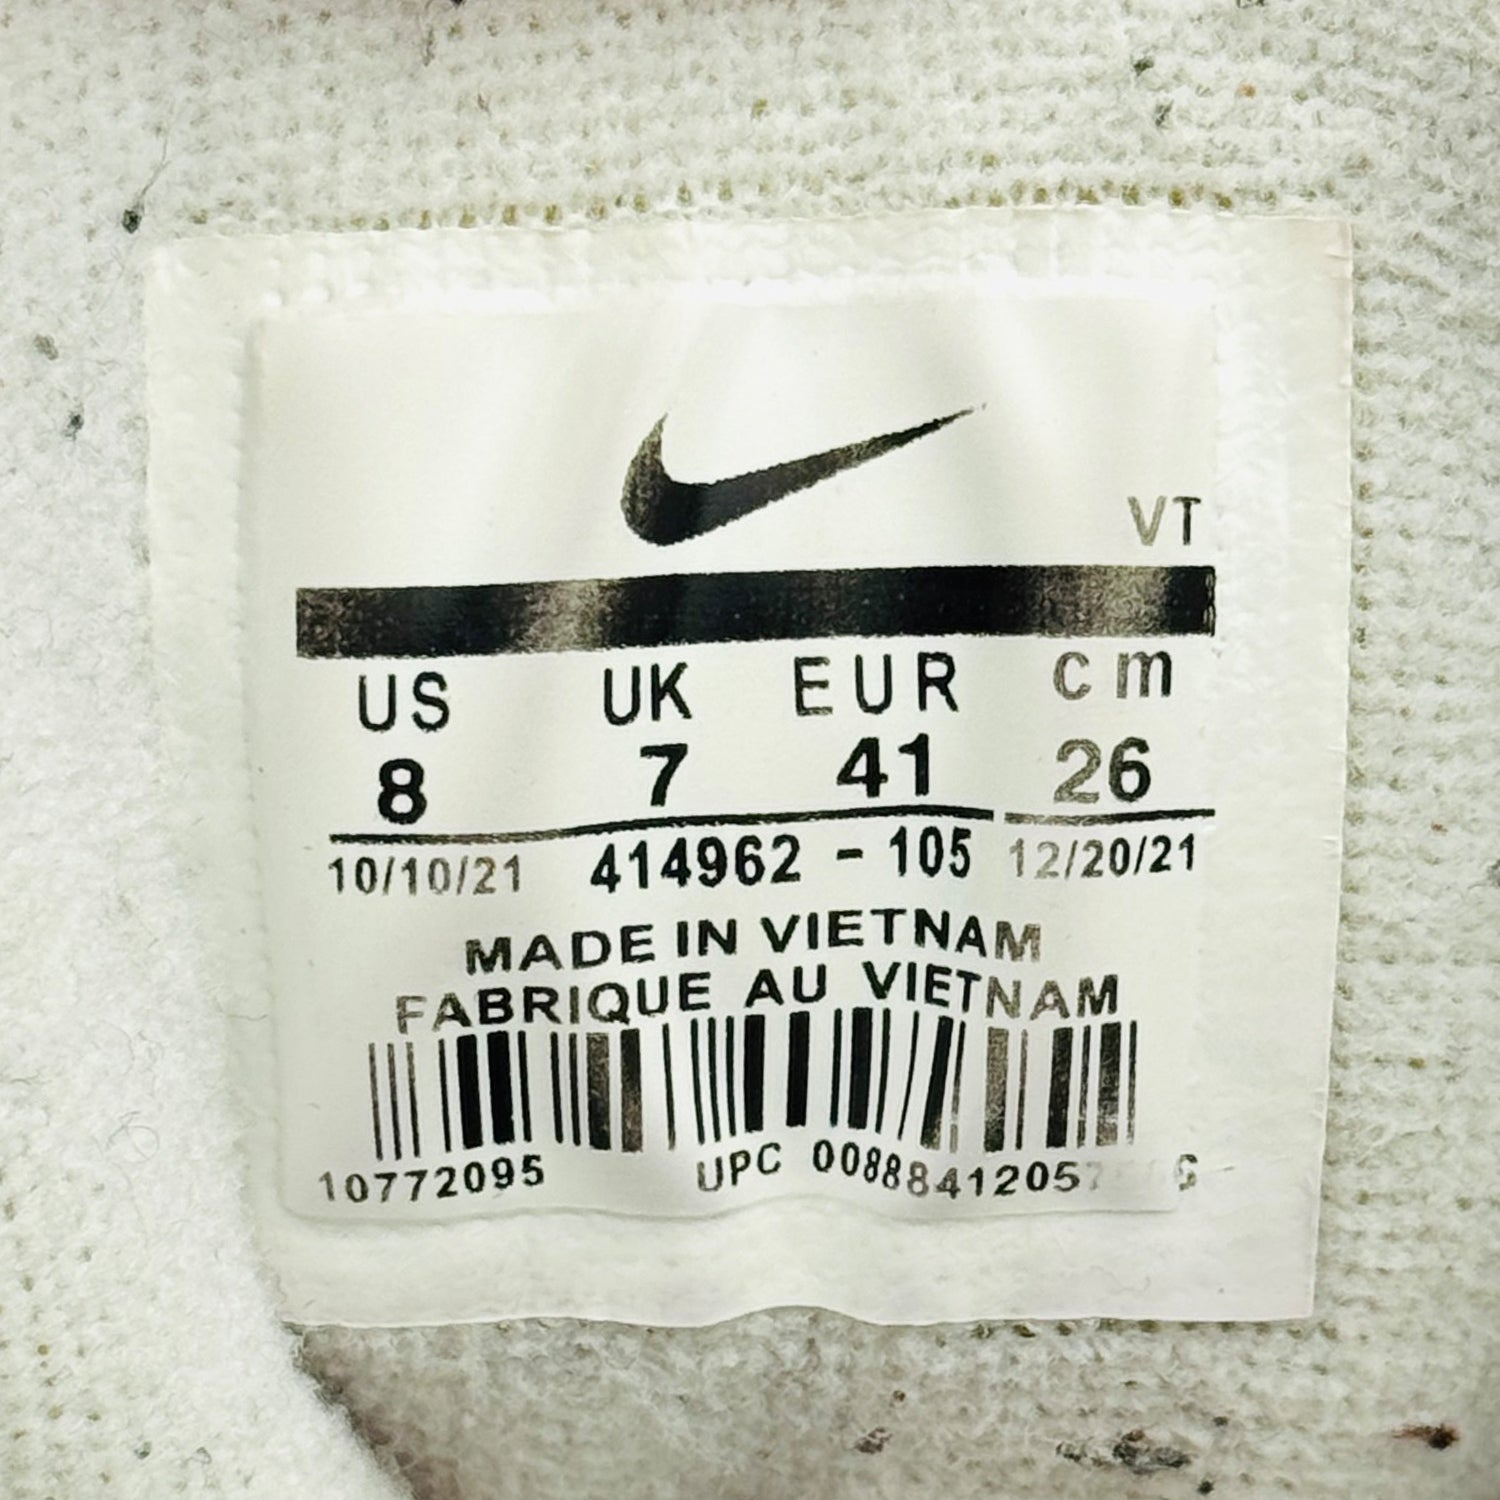 VT
US UK EUR cm
8 7 41 26
10/10/21 414962 - 105 12/20/21
MADE IN VIETNAM
FABRIQUE AU VIETNAM
10772095 UPC